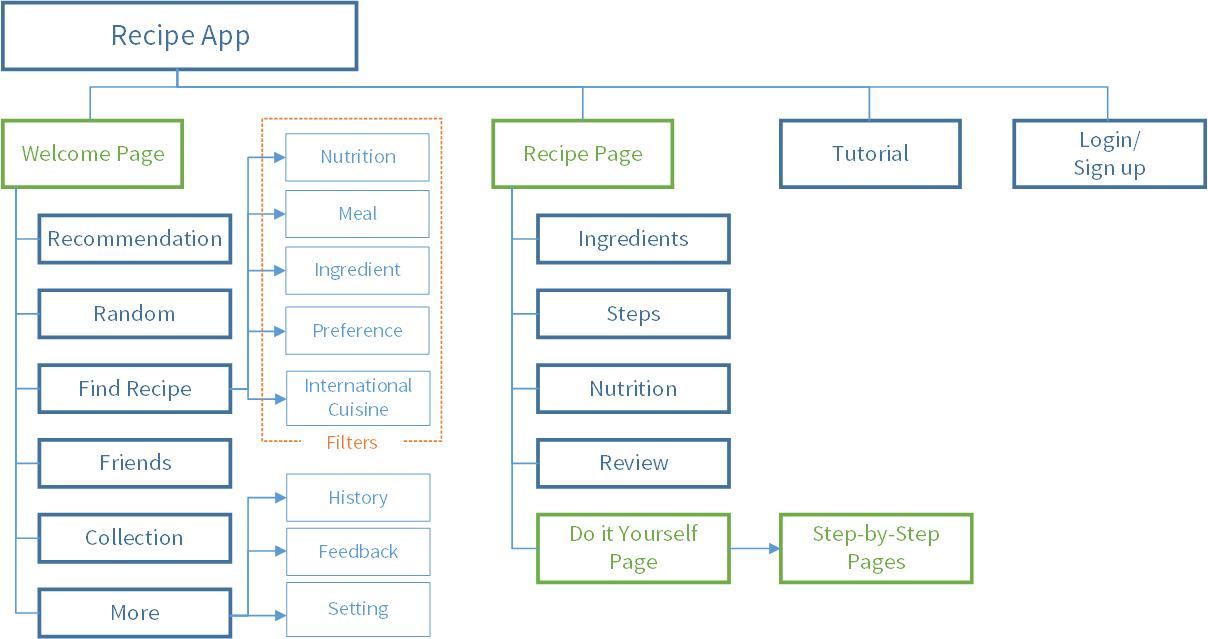 Recipe App
Welcome Page
Recommendation
Random
Find Recipe
Friends
Collection
More
Nutrition
Meal
Ingredient
Preference
International
Cuisine
Filters
History
Feedback
Setting
Recipe Page
Ingredients
Steps
Nutrition
Review
Do it Yourself
Page
Step-by-Step
Pages
Tutorial
Login/
Sign up